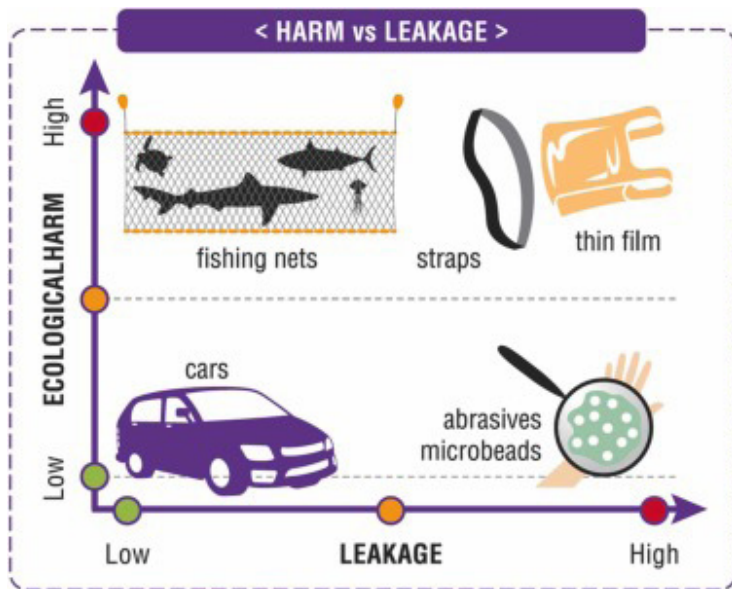 < HARM vs LEAKAGE >
High
ECOLOGICALHARM
Low
fishing nets
straps
thin film
cars
abrasives
microbeads
Low
LEAKAGE
High